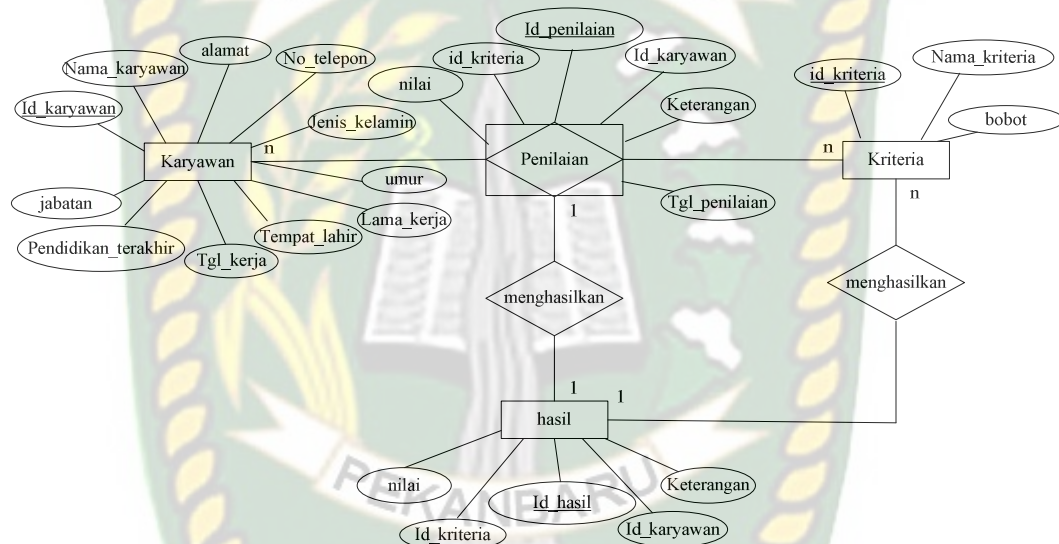 Id_penilaian
alamat
No_telepon
id_kriteria
Id_karyawan
Nama_kriteria
Nama_karyawan
id_kriteria
nilai
Id_karyawan
Keterangan
bobot
Jenis_kelamin
n
n
Karyawan
Penilaian
Kriteria
umur
n
jabatan
Tgl_penilaian
1
Lama_kerja
Tempat_lahir
Pendidikan_terakhir
Tgl_kerja
menghasilkan
menghasilkan
1
1
hasil
nilai
Keterangan
Id_hasil
Id_kriteria
Id_karyawan
PEKANBARU